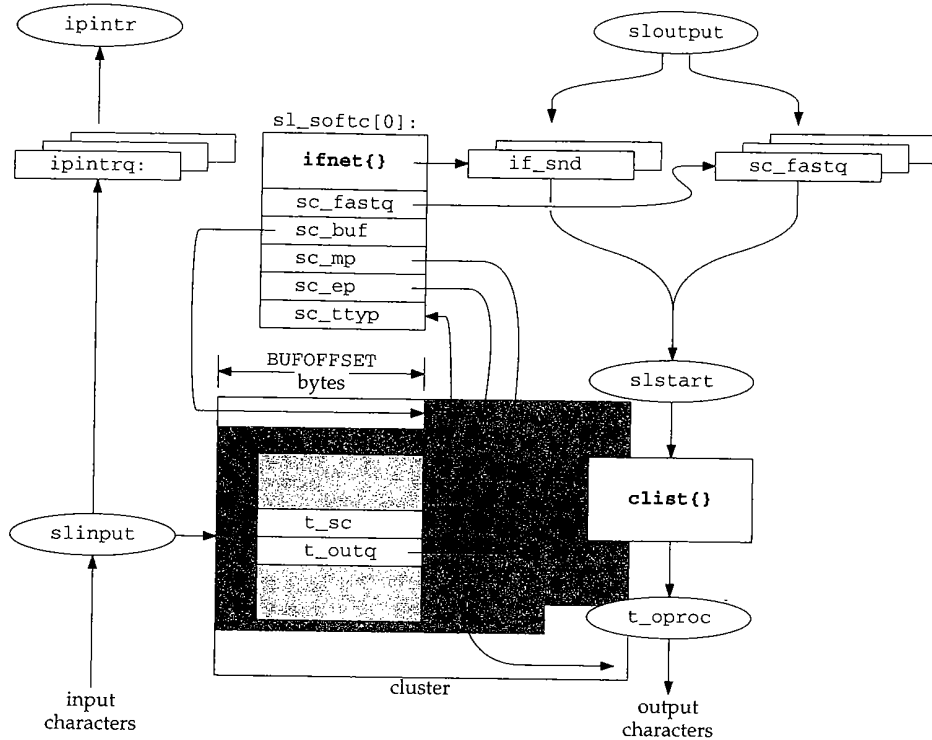 ipintr
sloutput
sl_softc[0]:
ipintrq:
ifnet{}
if_snd
sc_fastq
sc_fastq
sc_buf
sc_mp
sc_ep
sc_ttyp
BUFOFFSET
bytes
slstart
clist{}
t_sc
slinput
t_outq
t_oproc
cluster
input
characters
output
characters